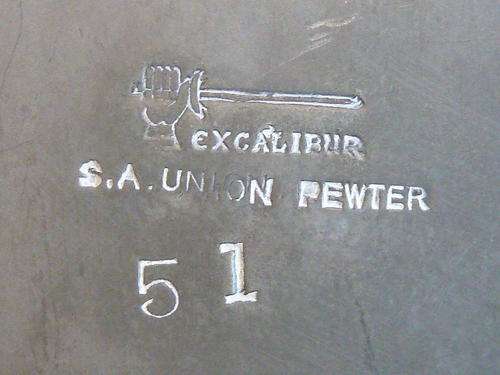 EXCALIBUR
S.A. UNION PEWTER
51